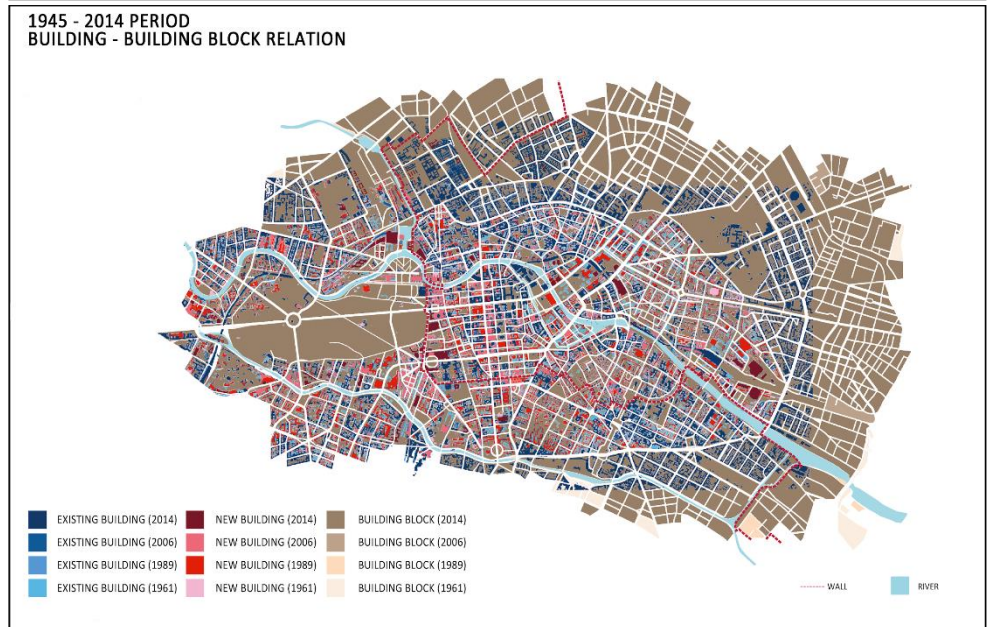 1945 - 2014 PERIOD
BUILDING - BUILDING BLOCK RELATION
EXISTING BUILDING (2014)
EXISTING BUILDING (2006)
EXISTING BUILDING (1989)
EXISTING BUILDING (1961)
NEW BUILDING (2014)
NEW BUILDING (2006)
NEW BUILDING (1989)
NEW BUILDING (1961)
BUILDING BLOCK (2014)
BUILDING BLOCK (2006)
BUILDING BLOCK (1989)
BUILDING BLOCK (1961)
WALL
RIVER